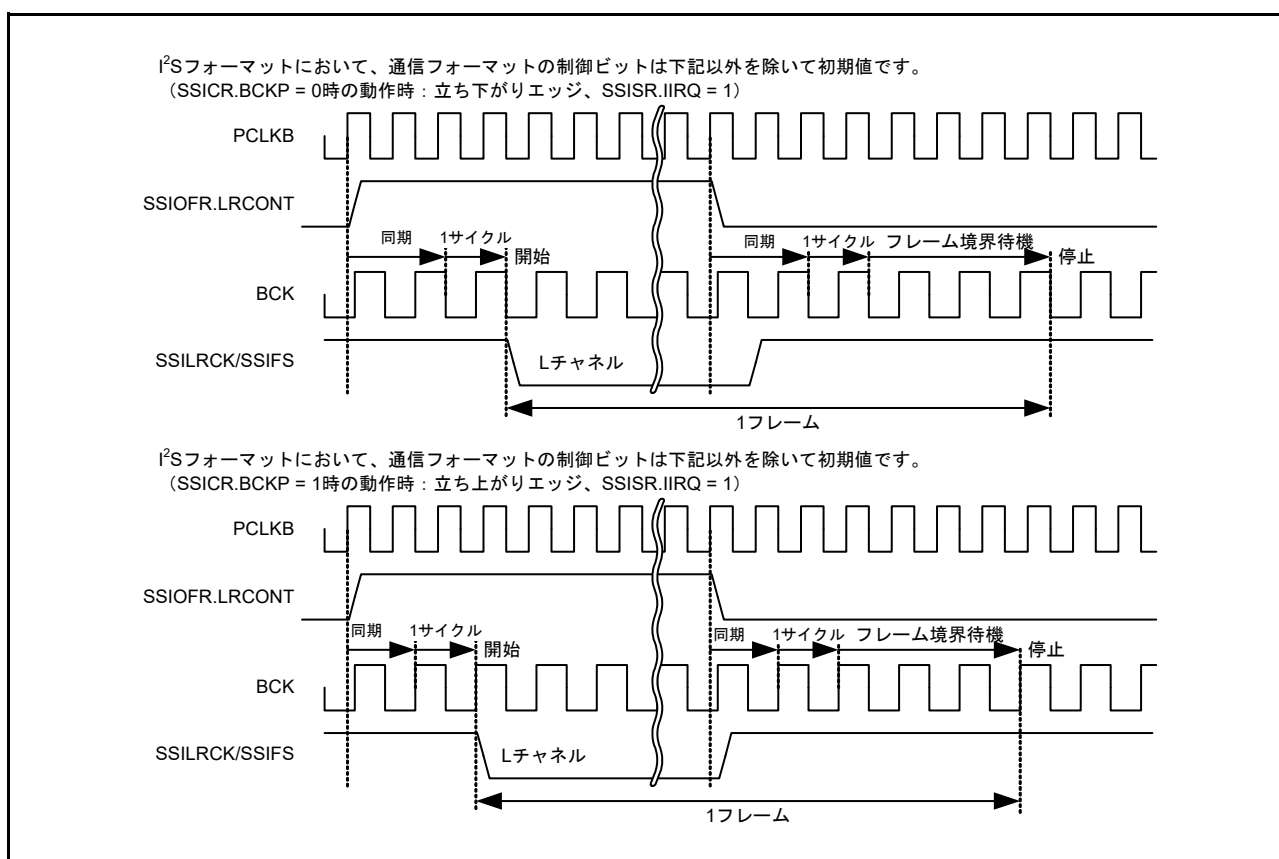 I²Sフォーマットにおいて、通信フォーマットの制御ビットは下記以外を除いて初期値です。
（SSICR.BCKP = 0時の動作時：立ち下がりエッジ、SSISR.IIRQ = 1）
PCLKB
SSIOFR.LRCONT
同期 1サイクル 開始 同期 1サイクル フレーム境界待機 停止
BCK
SSILRCK/SSIFS Lチャネル
1フレーム
I²Sフォーマットにおいて、通信フォーマットの制御ビットは下記以外を除いて初期値です。
（SSICR.BCKP = 1時の動作時：立ち上がりエッジ、SSISR.IIRQ = 1）
PCLKB
SSIOFR.LRCONT
同期 1サイクル 開始 同期 1サイクル フレーム境界待機 停止
BCK
SSILRCK/SSIFS Lチャネル
1フレーム